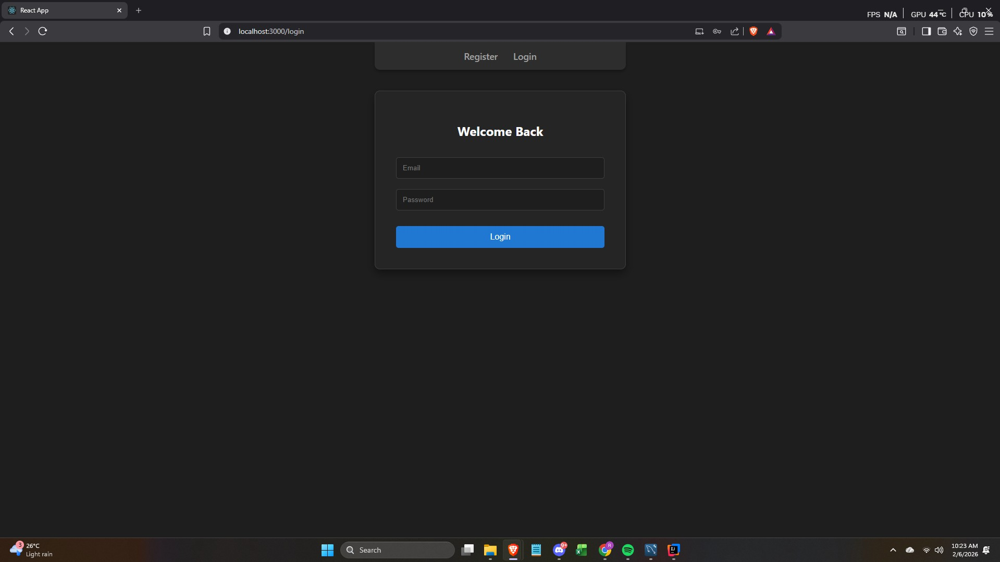 React App
FPS N/A
GPU 44°C
CPU 10%
localhost:3000/login
Register Login
Welcome Back
Email
Password
Login
3
26°C
Light rain
Search
9+
R
IJ
10:23 AM
2/6/2026